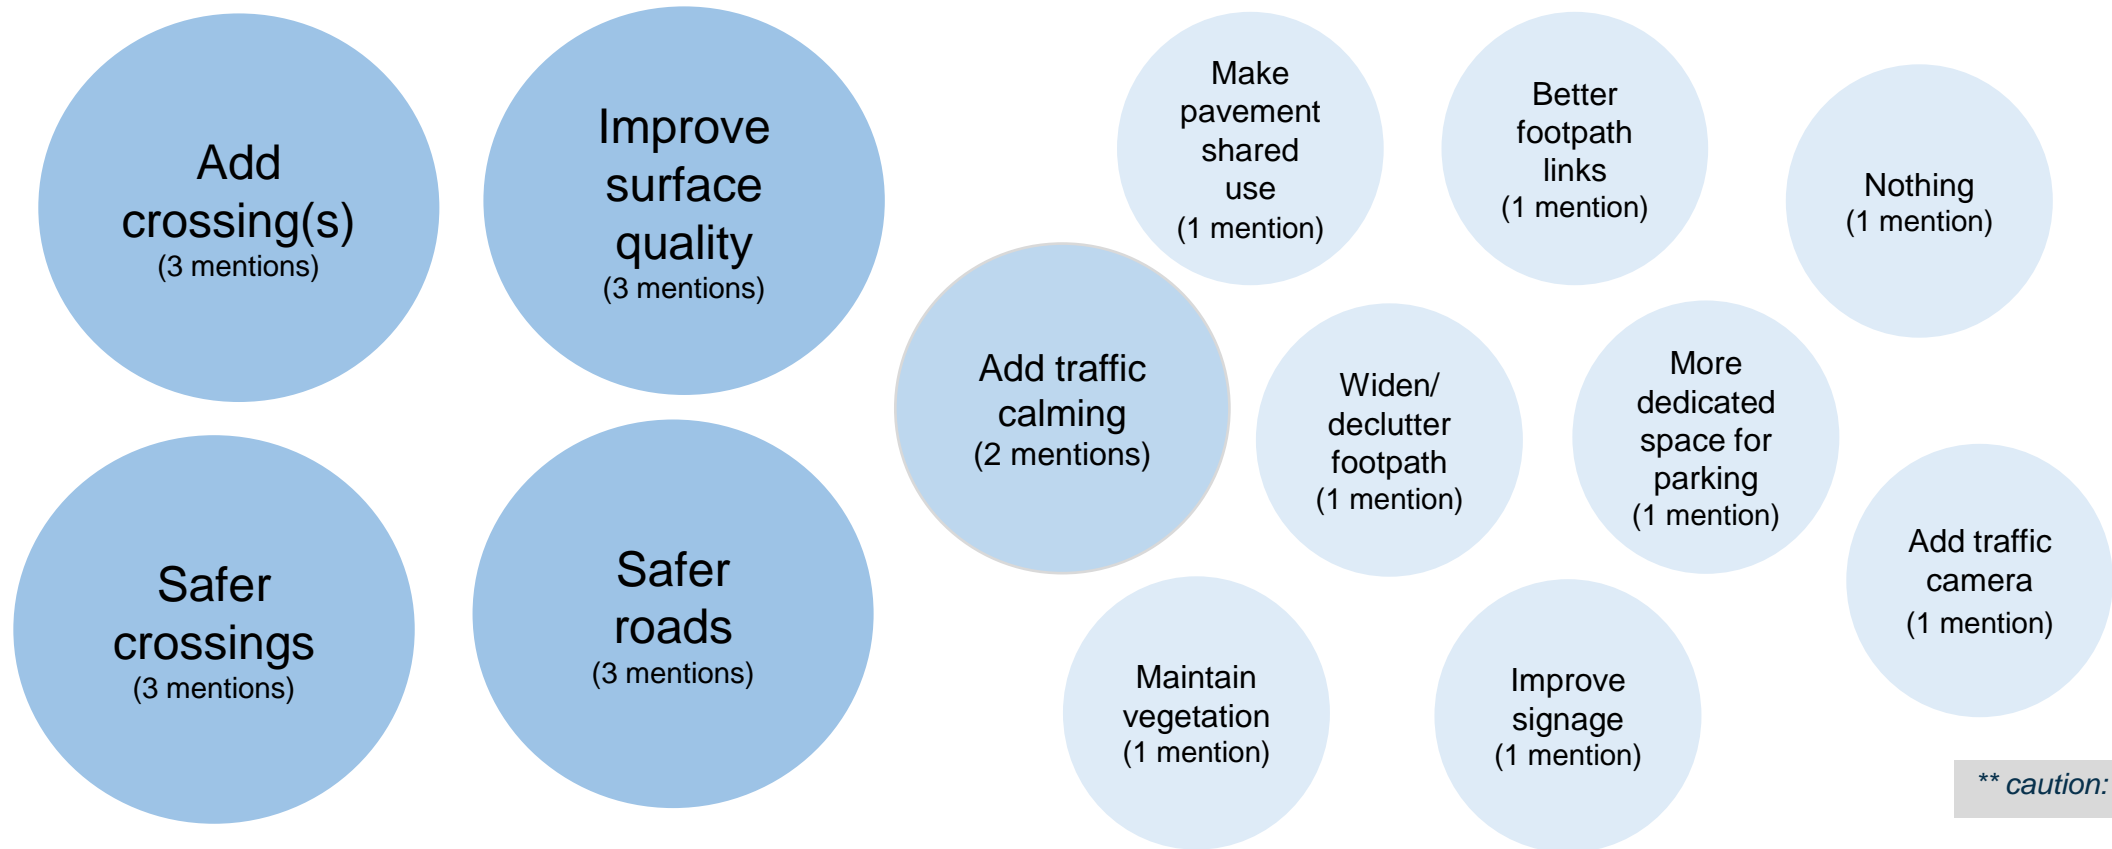 Add
crossing(s)
(3 mentions)
Improve
surface
quality
(3 mentions)
Safer
crossings
(3 mentions)
Safer
roads
(3 mentions)
Add traffic
calming
(2 mentions)
Make
pavement
shared
use
(1 mention)
Better
footpath
links
(1 mention)
Nothing
(1 mention)
Widen/
declutter
footpath
(1 mention)
More
dedicated
space for
parking
(1 mention)
Add traffic
camera
(1 mention)
Maintain
vegetation
(1 mention)
Improve
signage
(1 mention)
** caution: